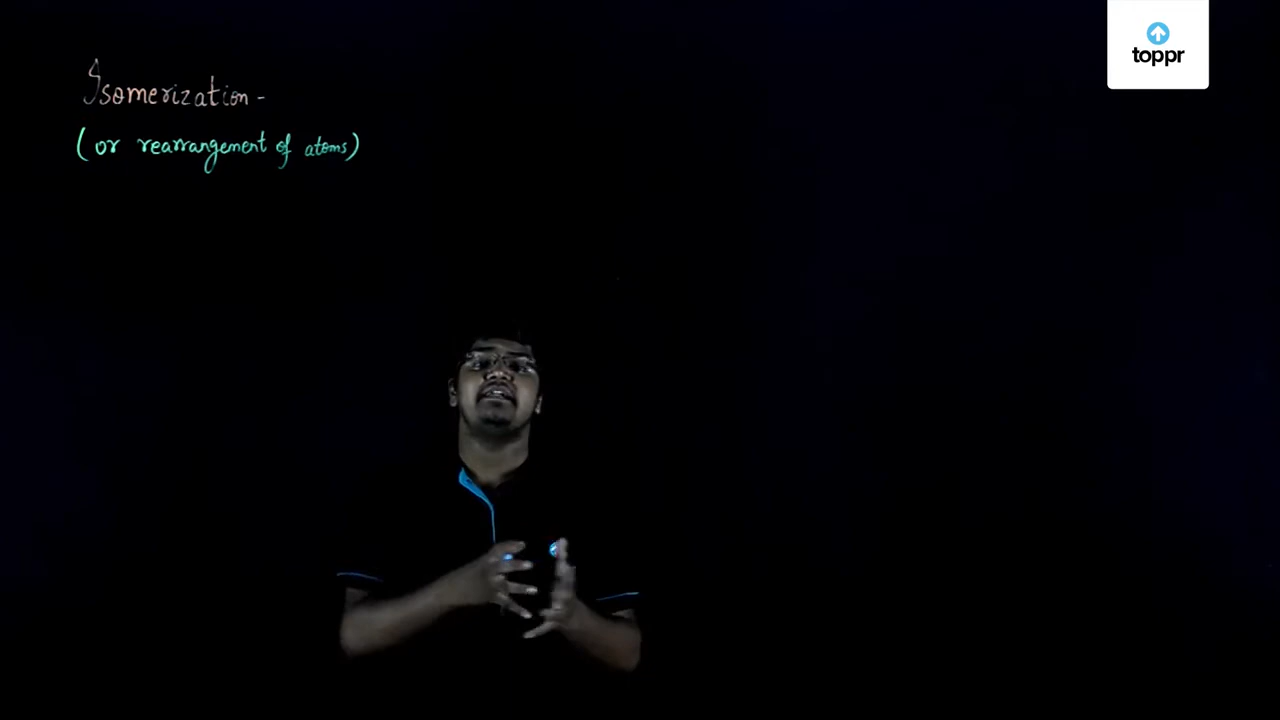 toppr
Isomerization -
(or rearrangement of atoms)